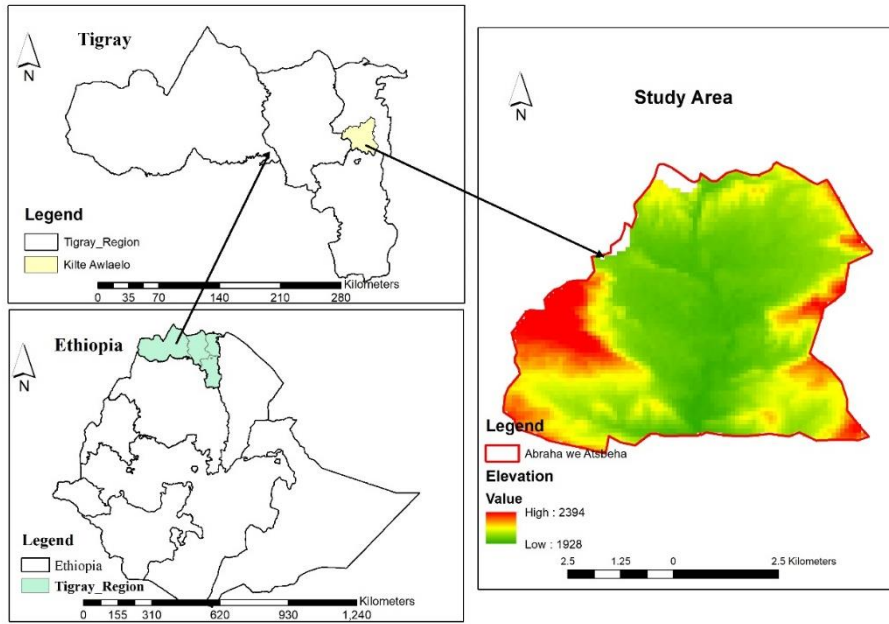 Tigray
N
Legend
Tigray_Region
Kilte Awlaelo
Kilometers
0 35 70 140 210 280
Ethiopia
N
Legend
Ethiopia
Tigray_Region
Kilometers
0 155 310 620 930 1,240
N
Study Area
Legend
Abraha we Atsbeha
Elevation
Value
High : 2394
Low : 1928
2.5 1.25 0 2.5 Kilometers